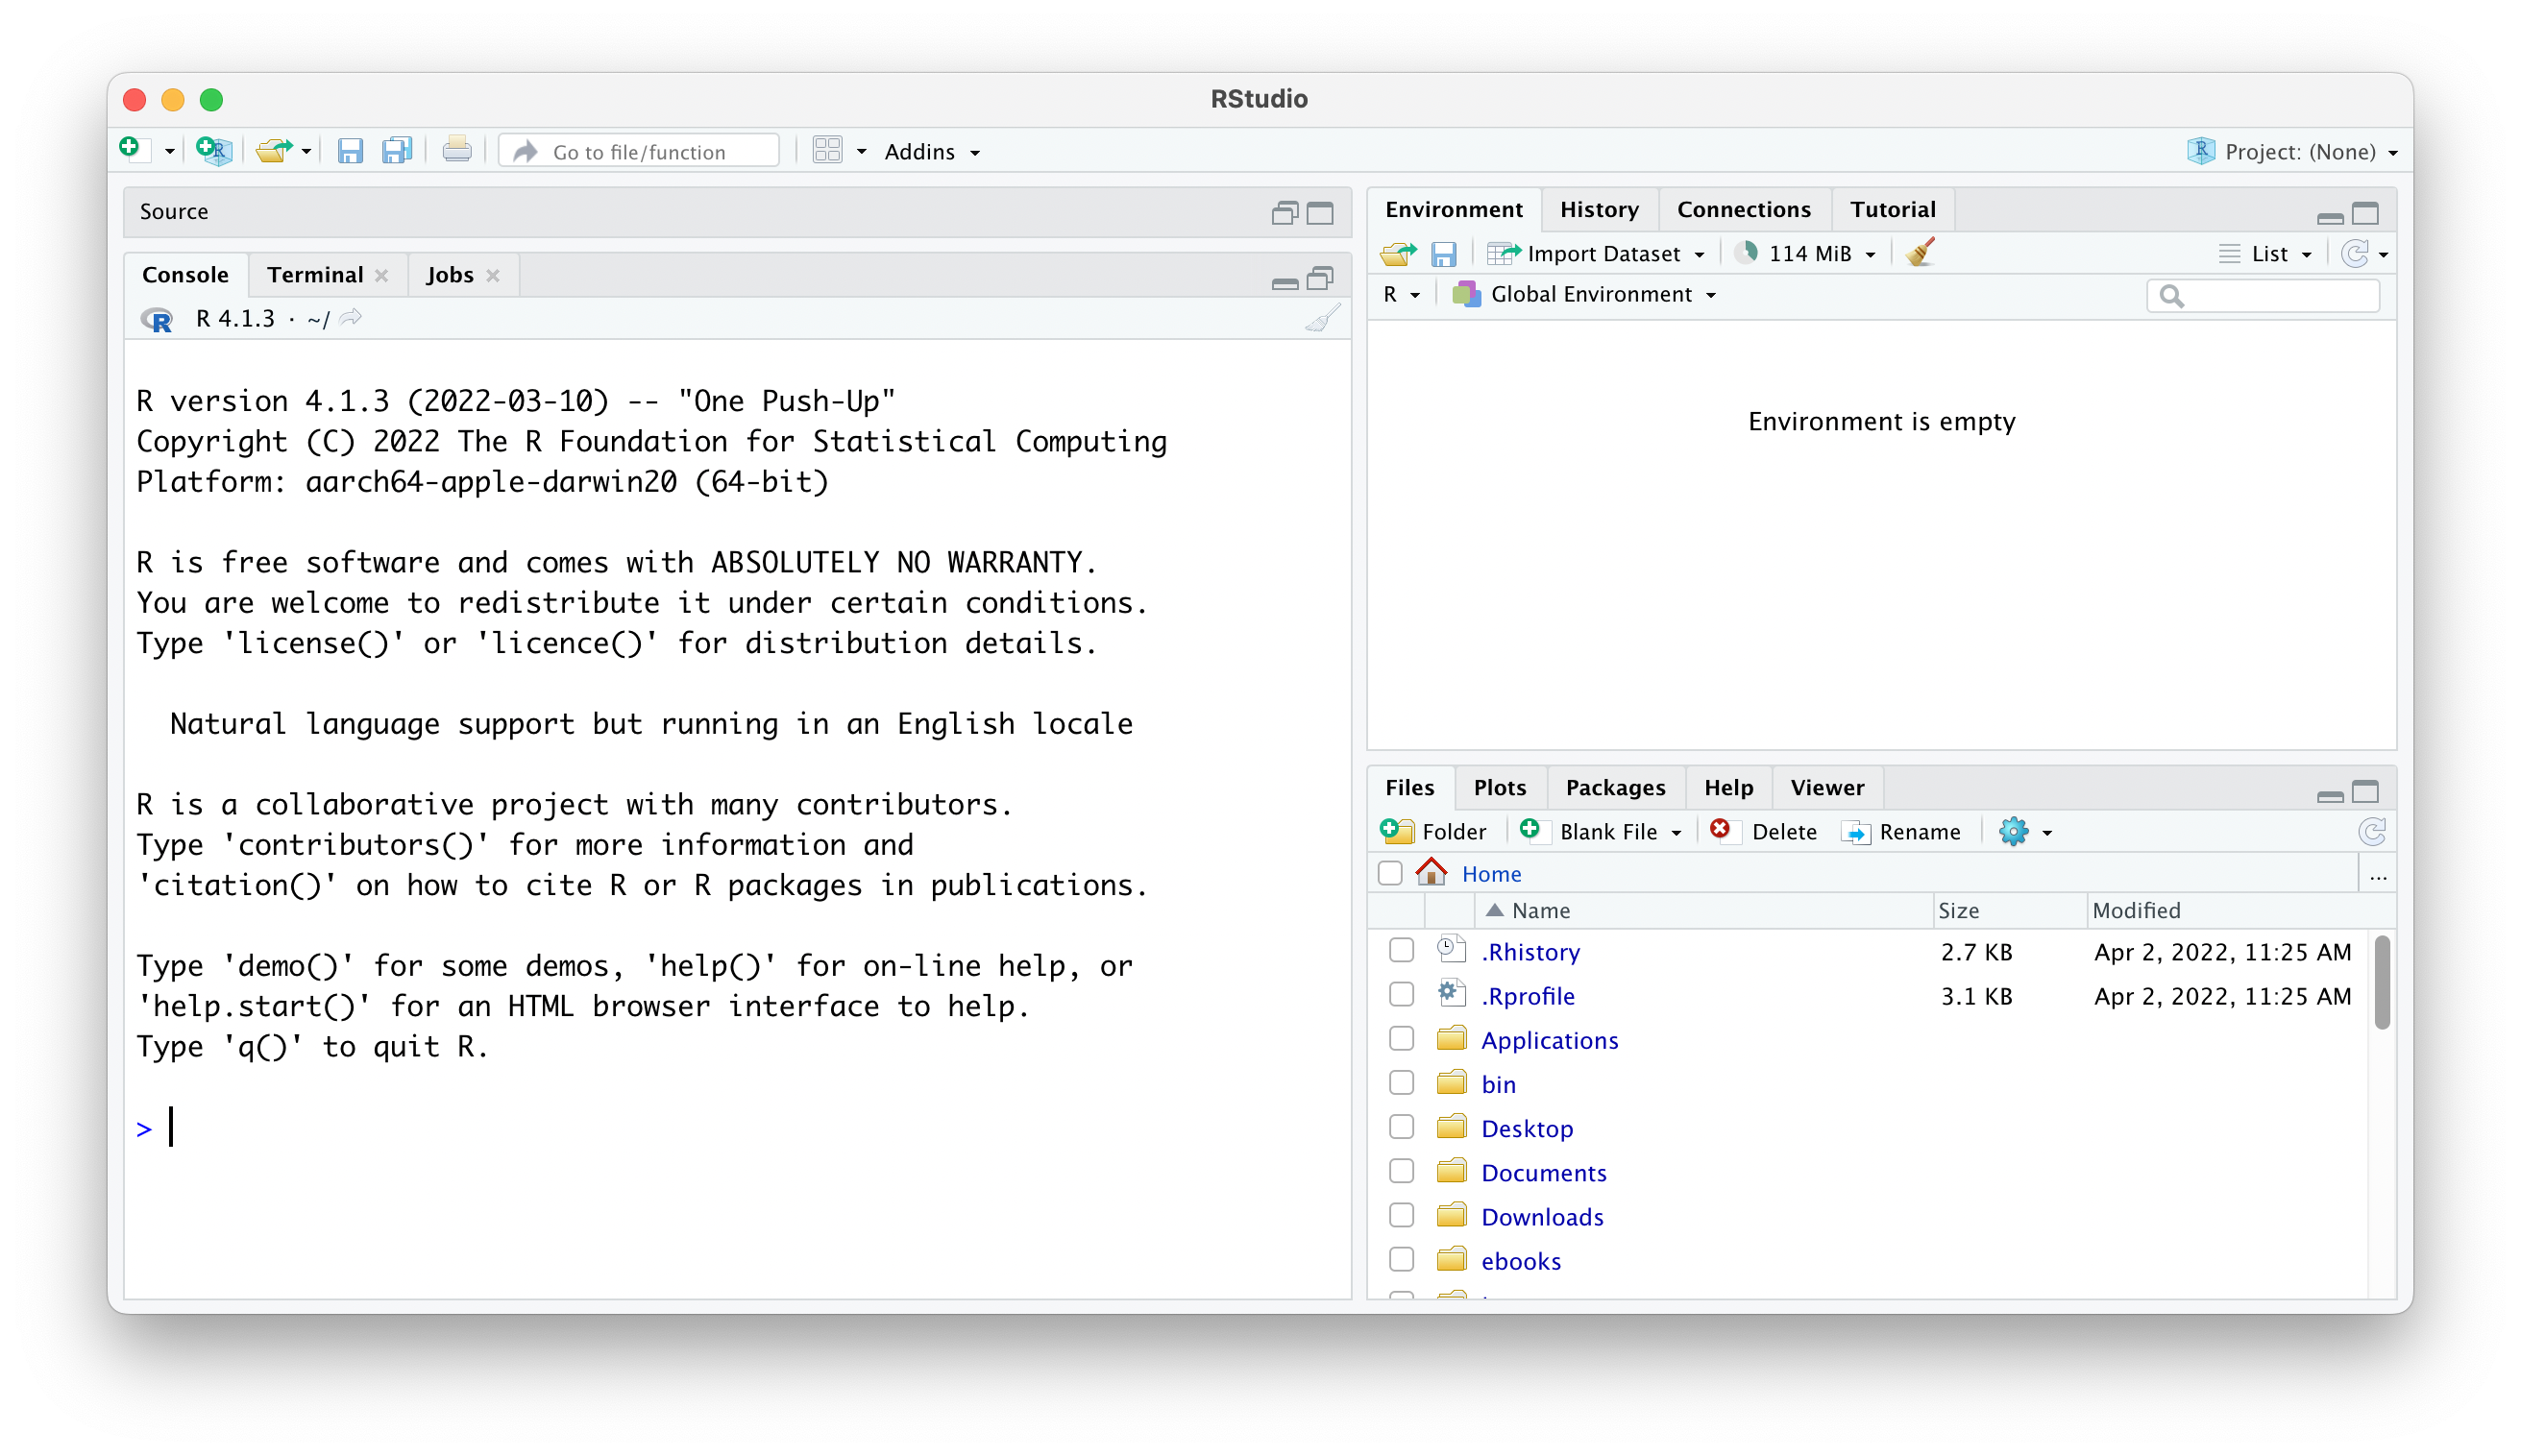 RStudio
Go to file/function
Addins
Project: (None)
Source
Console Terminal Jobs
R 4.1.3 · ~/
R version 4.1.3 (2022-03-10) -- "One Push-Up"
Copyright (C) 2022 The R Foundation for Statistical Computing
Platform: aarch64-apple-darwin20 (64-bit)
R is free software and comes with ABSOLUTELY NO WARRANTY.
You are welcome to redistribute it under certain conditions.
Type 'license()' or 'licence()' for distribution details.
Natural language support but running in an English locale
R is a collaborative project with many contributors.
Type 'contributors()' for more information and
'citation()' on how to cite R or R packages in publications.
Type 'demo()' for some demos, 'help()' for on-line help, or
'help.start()' for an HTML browser interface to help.
Type 'q()' to quit R.
>
Environment History Connections Tutorial
Import Dataset 114 MiB List
R Global Environment
Environment is empty
Files Plots Packages Help Viewer
Folder Blank File Delete Rename
Home ...
Name Size Modified
.Rhistory 2.7 KB Apr 2, 2022, 11:25 AM
.Rprofile 3.1 KB Apr 2, 2022, 11:25 AM
Applications
bin
Desktop
Documents
Downloads
ebooks